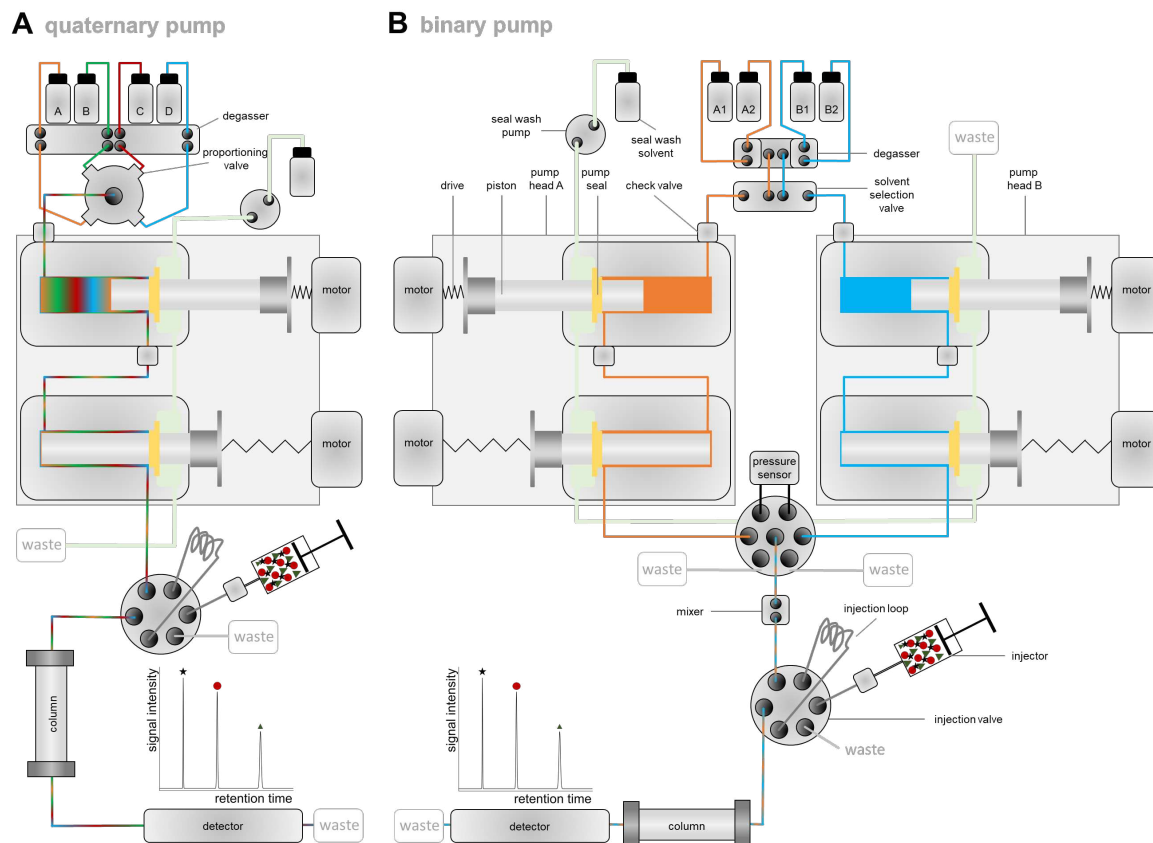 A quaternary pump
A
B
C
D
degasser
proportioning
valve
motor
motor
waste
waste
column
signal intensity
retention time
detector
waste
B binary pump
seal wash
pump
seal wash
solvent
A1
A2
B1
B2
degasser
solvent
selection
valve
waste
drive
piston
pump
head A
pump
seal
check valve
pump
head B
motor
motor
motor
motor
pressure
sensor
waste
waste
mixer
injection loop
injector
injection valve
waste
signal intensity
retention time
waste
detector
column